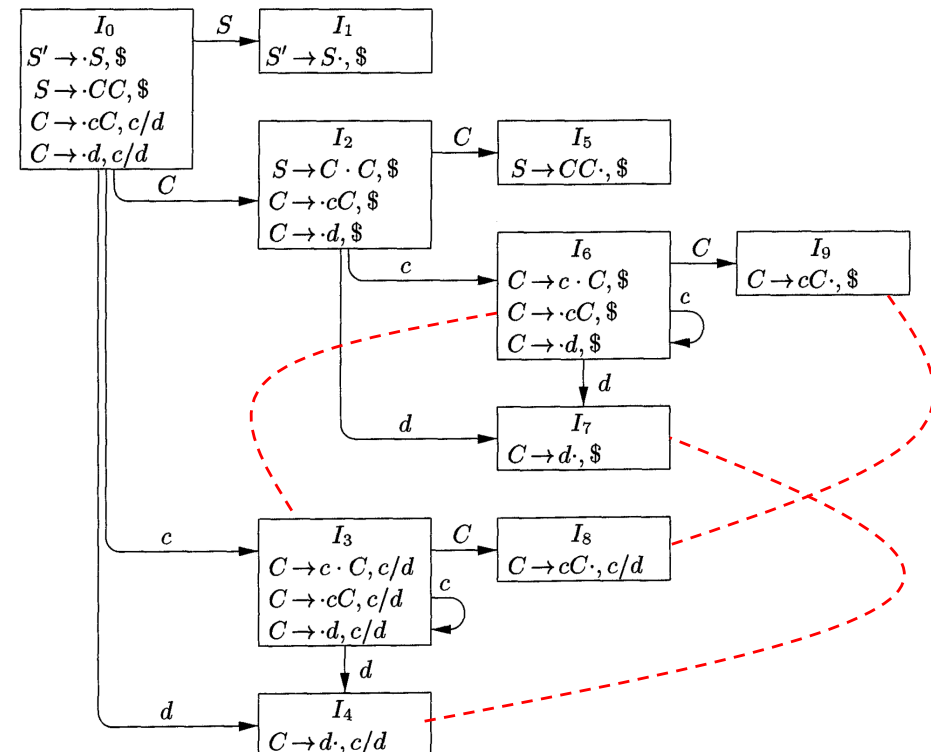 I₀
S′ → ·S, $
S → ·CC, $
C → ·cC, c/d
C → ·d, c/d
S
I₁
S′ → S·, $
C
I₂
S → C · C, $
C → ·cC, $
C → ·d, $
C
I₅
S → CC·, $
c
I₆
C → c · C, $
C → ·cC, $
C → ·d, $
C
I₉
C → cC·, $
c
d
d
I₇
C → d·, $
c
I₃
C → c · C, c/d
C → ·cC, c/d
C → ·d, c/d
C
I₈
C → cC·, c/d
c
d
d
I₄
C → d·, c/d